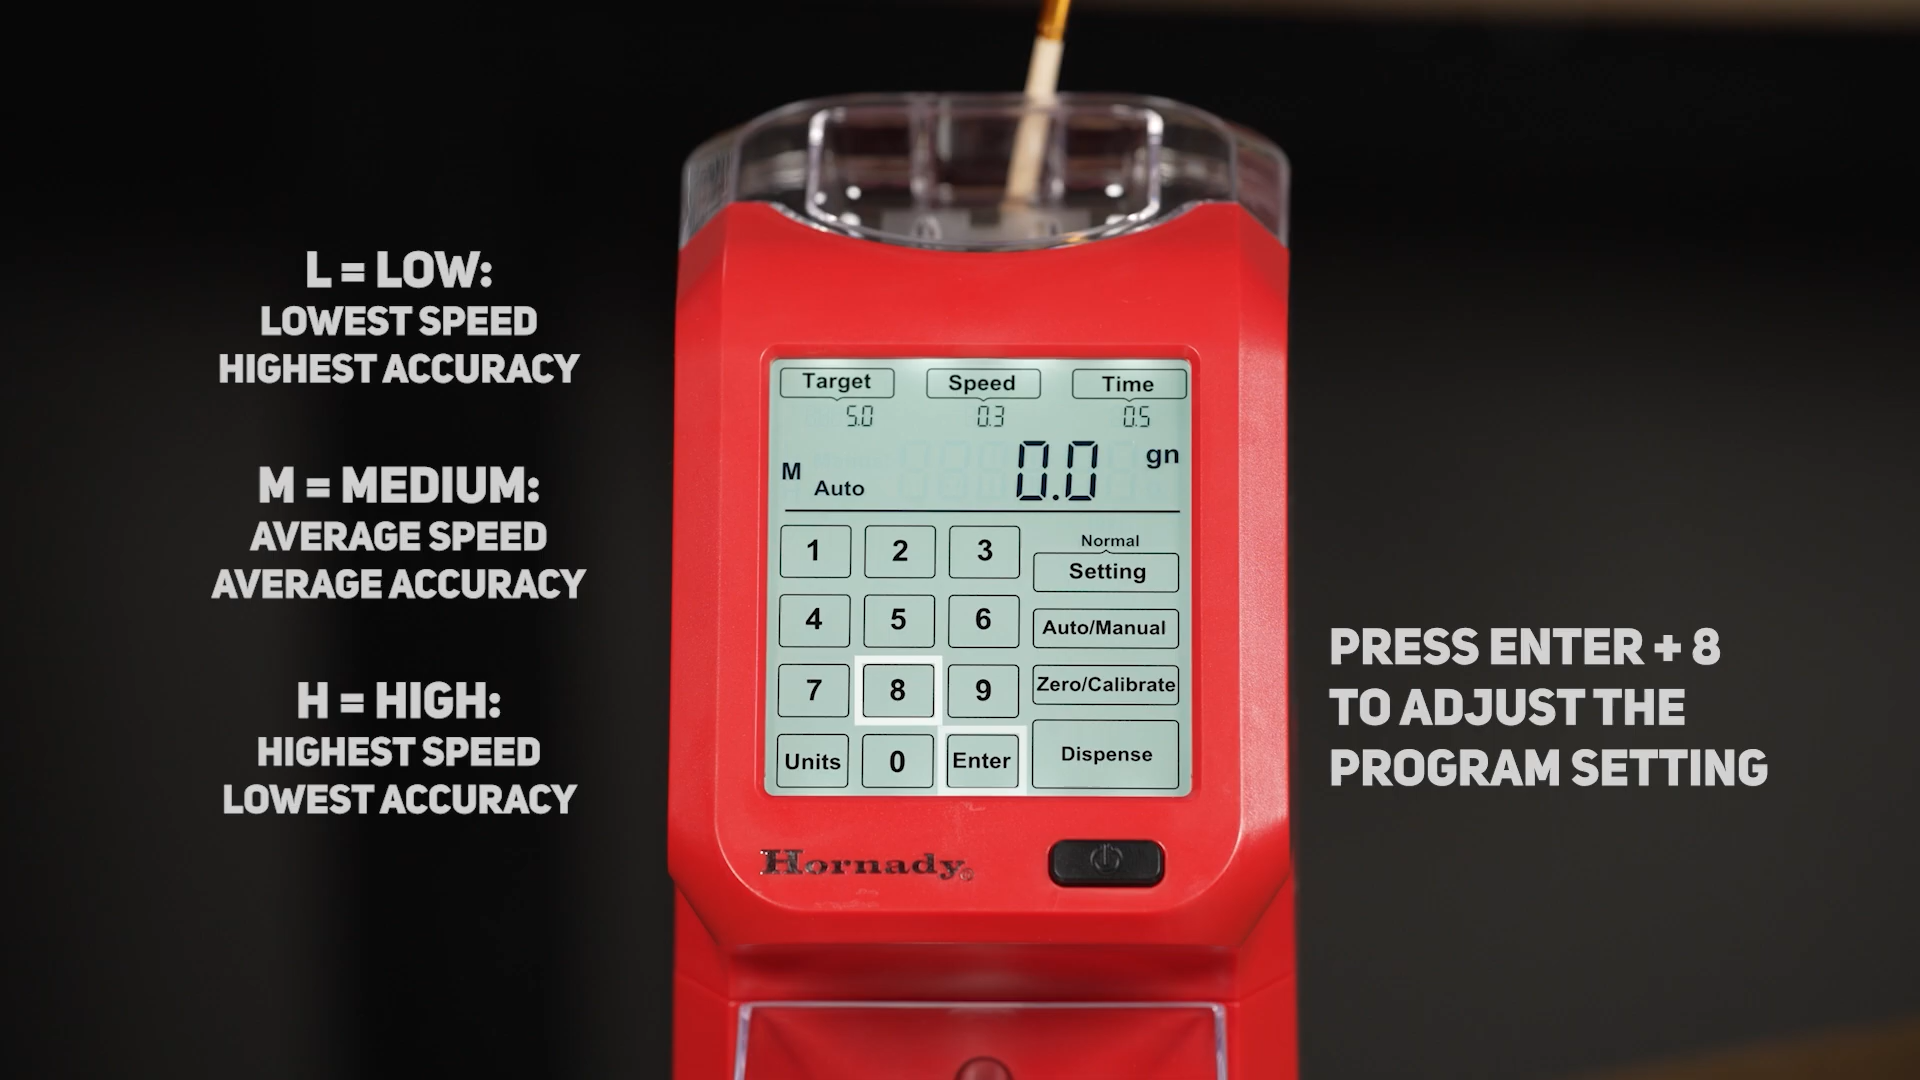 L = LOW:
LOWEST SPEED
HIGHEST ACCURACY
M = MEDIUM:
AVERAGE SPEED
AVERAGE ACCURACY
H = HIGH:
HIGHEST SPEED
LOWEST ACCURACY
Target Speed Time
5.0 0.3 0.5
M Auto 0.0 gn
1 2 3 Normal
Setting
4 5 6 Auto/Manual
7 8 9 Zero/Calibrate
Units 0 Enter Dispense
Hornady®
PRESS ENTER + 8
TO ADJUST THE
PROGRAM SETTING